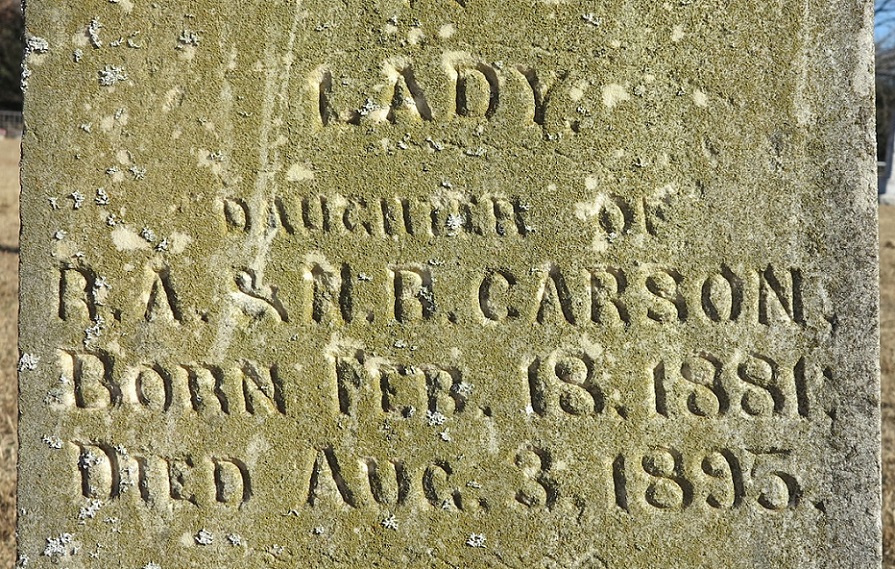 LADY,
DAUGHTER OF
R. A. & N. B. CARSON.
BORN FEB. 18. 1881.
DIED AUG. 3. 1895.